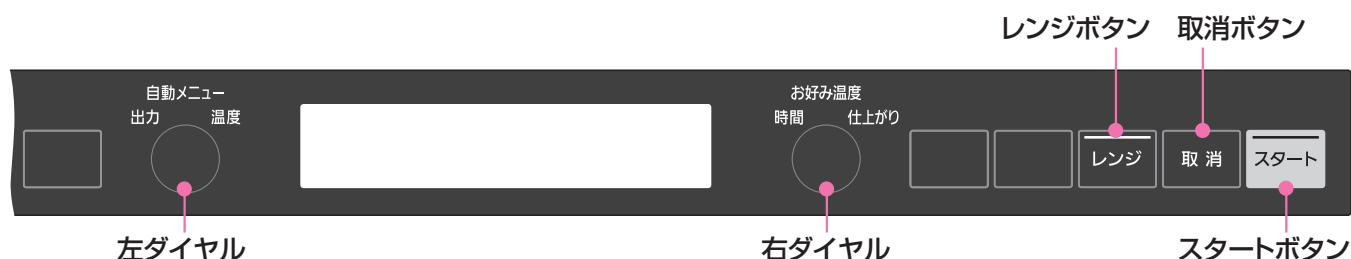 レンジボタン 取消ボタン
自動メニュー
出力 温度
お好み温度
時間 仕上がり
レンジ 取消 スタート
左ダイヤル 右ダイヤル スタートボタン